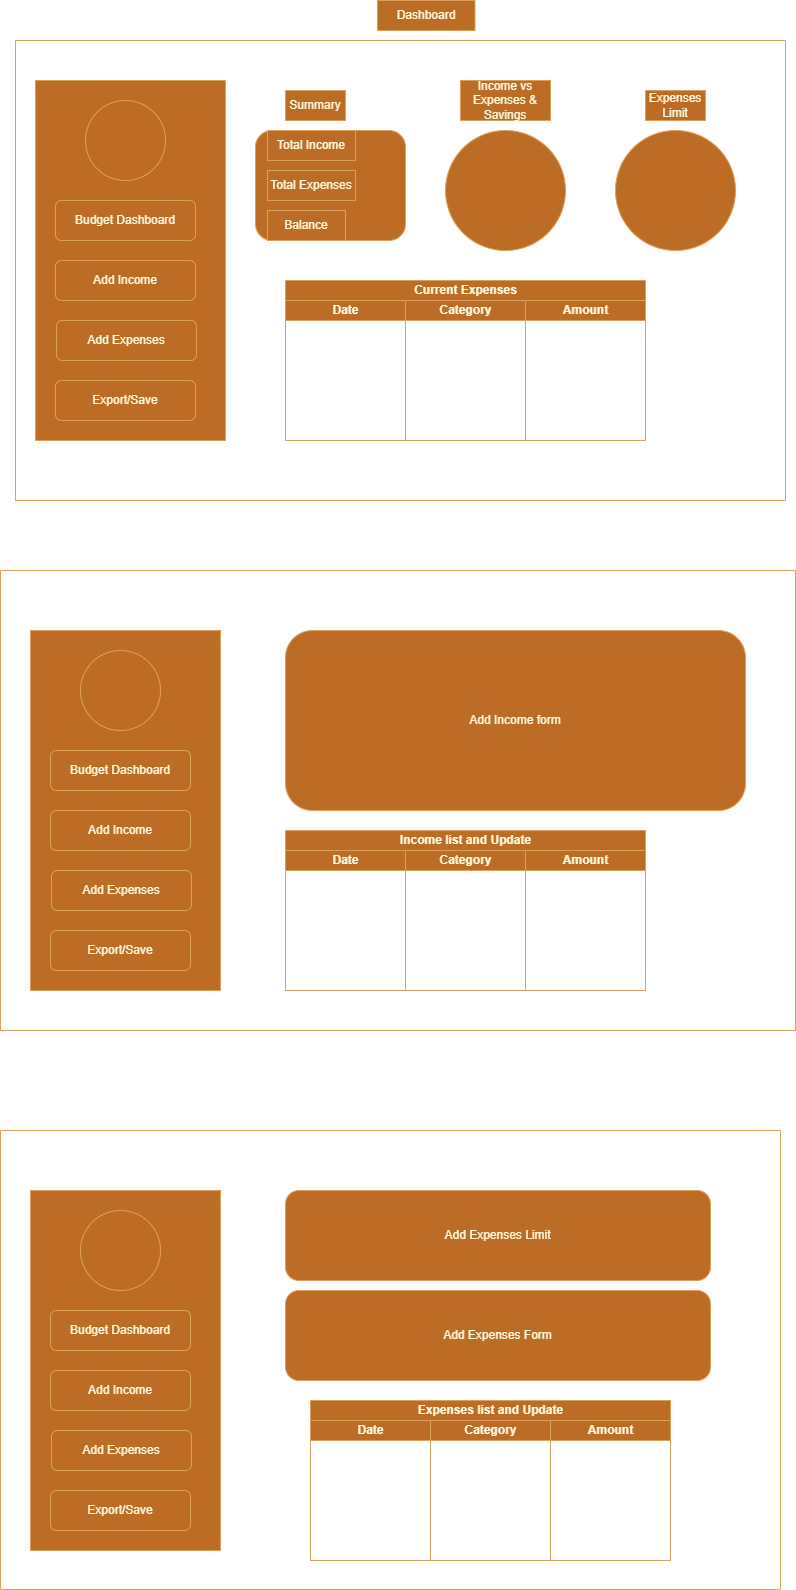 Dashboard
Summary
Income vs
Expenses &
Savings
Expenses
Limit
Total Income
Total Expenses
Balance
Budget Dashboard
Add Income
Add Expenses
Export/Save
Current Expenses
Date Category Amount
Budget Dashboard
Add Income
Add Expenses
Export/Save
Add Income form
Income list and Update
Date Category Amount
Budget Dashboard
Add Income
Add Expenses
Export/Save
Add Expenses Limit
Add Expenses Form
Expenses list and Update
Date Category Amount